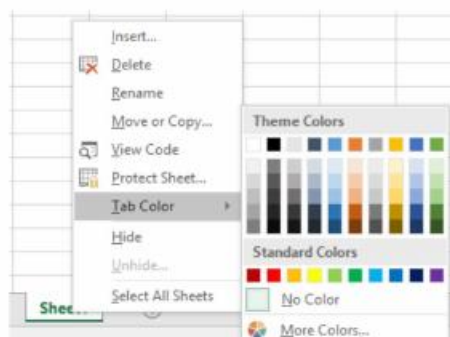 Insert...
Delete
Rename
Move or Copy...
View Code
Protect Sheet...
Tab Color
Hide
Unhide...
Select All Sheets
Theme Colors
Standard Colors
No Color
More Colors...